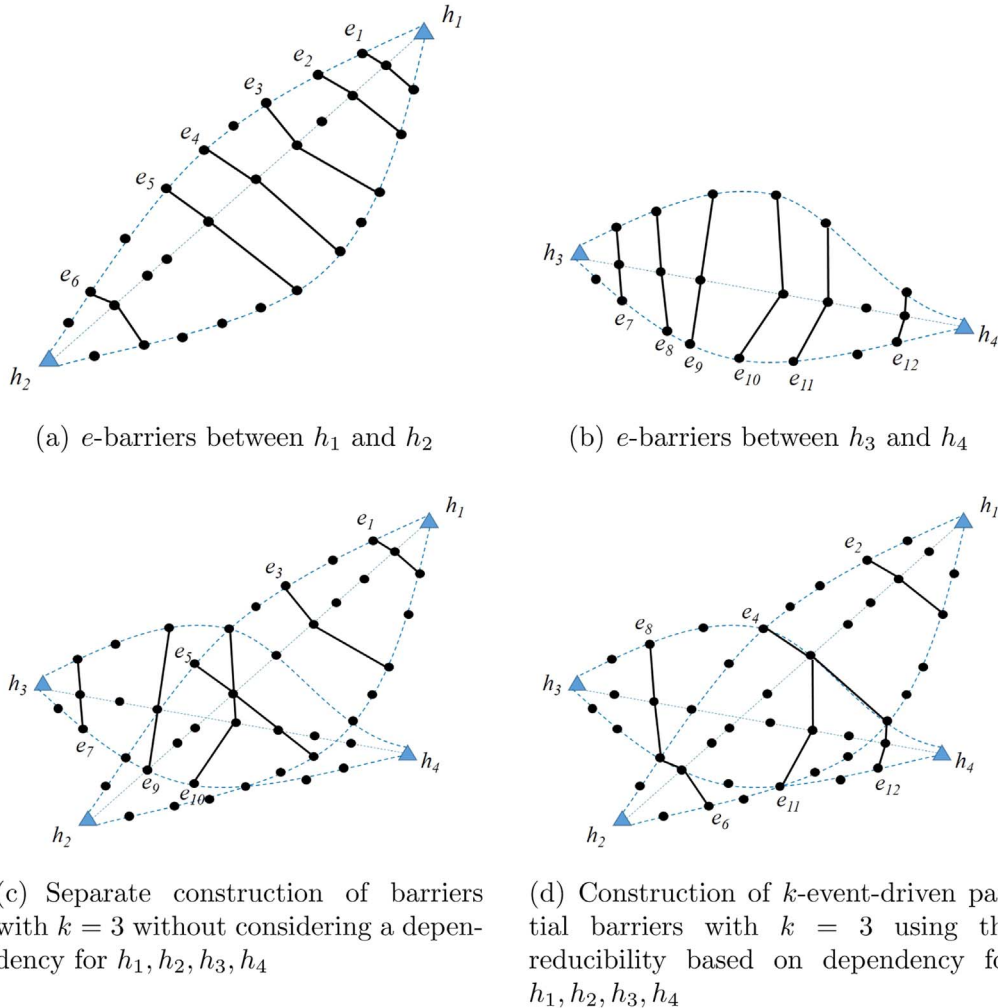 h1
e1
e2
e3
e4
e5
e6
h2
(a) e-barriers between h1 and h2
h3
e7
e8
e9
e10
e11
e12
h4
(b) e-barriers between h3 and h4
h1
e1
e3
e5
h3
e7
e9
e10
h4
h2
(c) Separate construction of barriers
with k = 3 without considering a depen-
dency for h1, h2, h3, h4
h1
e2
e4
e8
h3
h4
e12
e11
e6
h2
(d) Construction of k-event-driven par
tial barriers with k = 3 using th
reducibility based on dependency fo
h1, h2, h3, h4